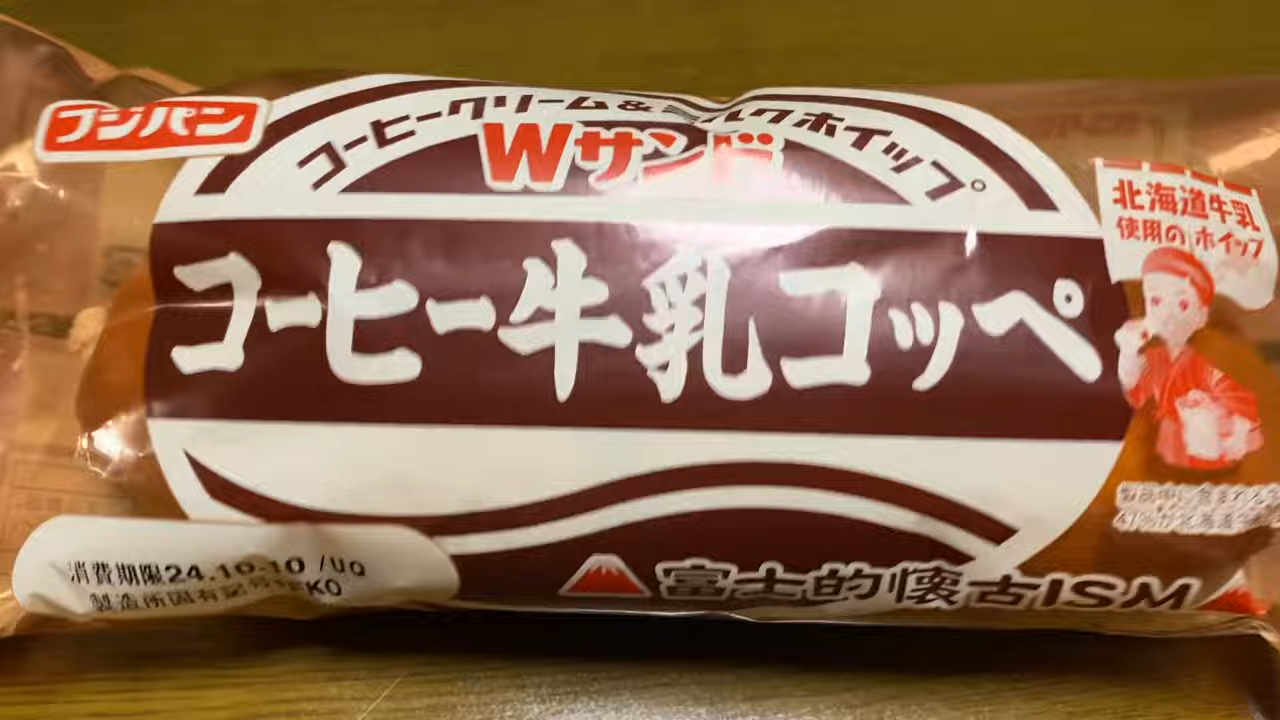 フジパン
コーヒークリーム&ミルクホイップ
Wサンド
コーヒー牛乳コッペ
北海道牛乳
使用のホイップ
消費期限24.10.10 /UQ
製造所固有記号 KO
富士的懐古ISM